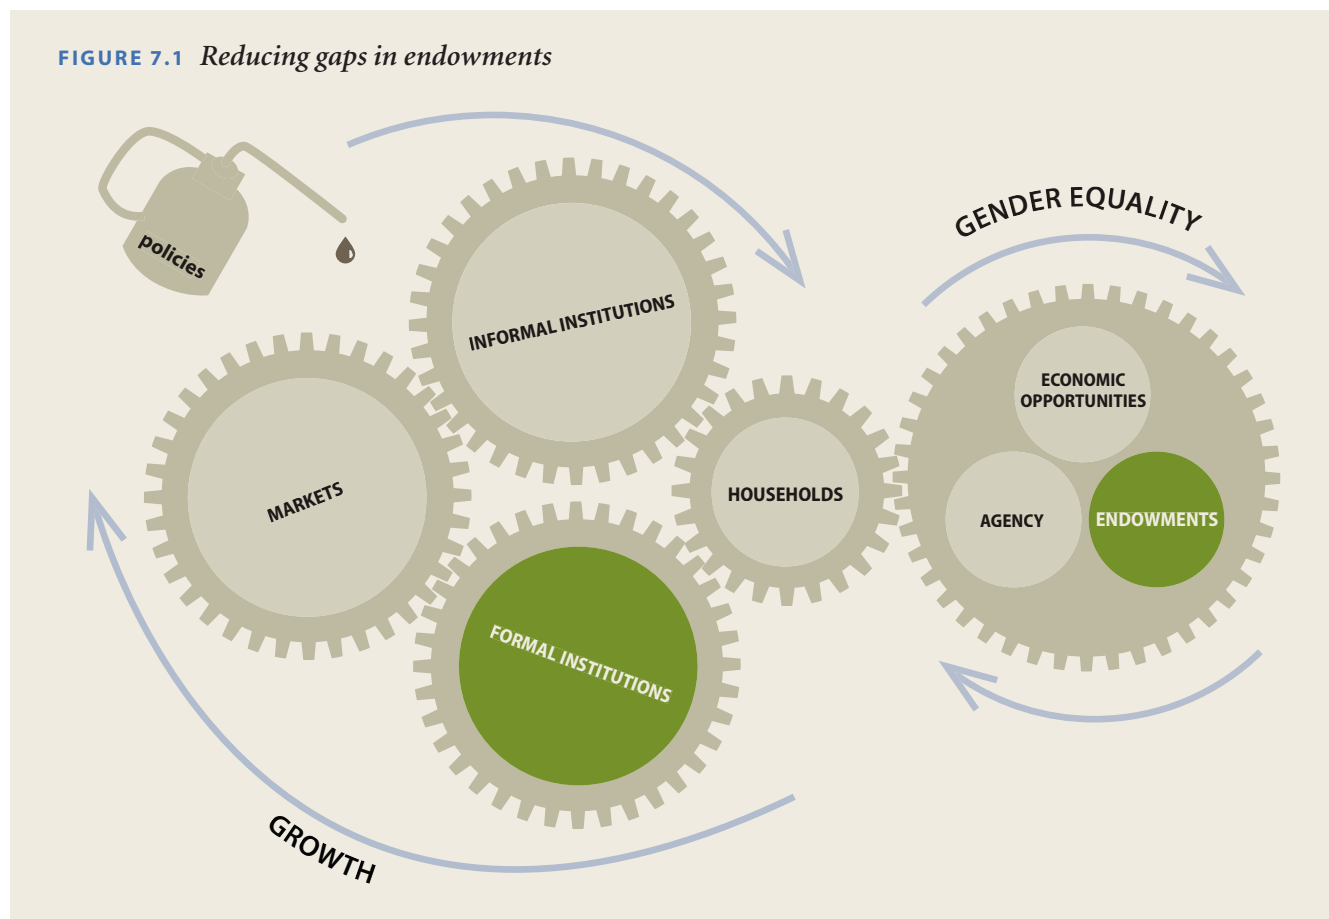 FIGURE 7.1 Reducing gaps in endowments
policies
GENDER EQUALITY
INFORMAL INSTITUTIONS
ECONOMIC
OPPORTUNITIES
MARKETS
HOUSEHOLDS
AGENCY
ENDOWMENTS
FORMAL INSTITUTIONS
GROWTH